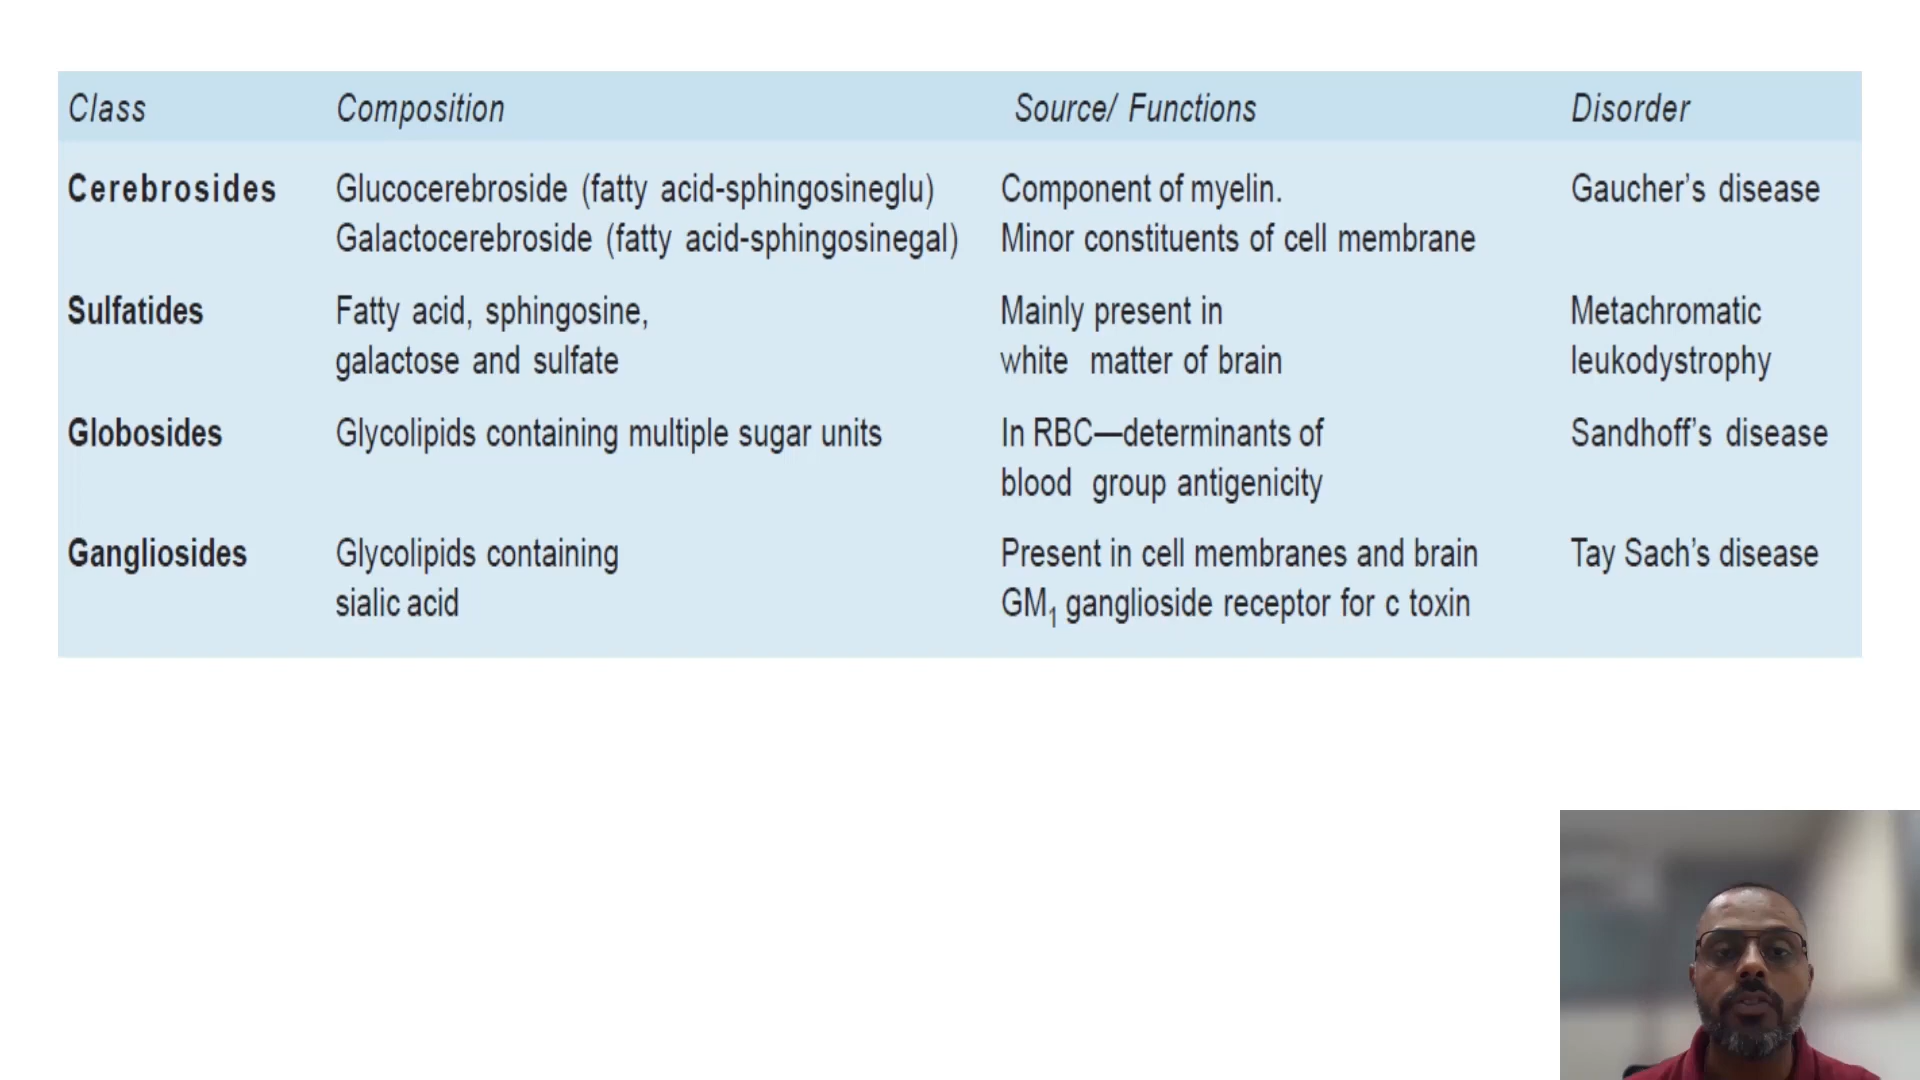 Class Composition Source/ Functions Disorder
Cerebrosides Glucocerebroside (fatty acid-sphingosineglu) Component of myelin. Gaucher's disease
Galactocerebroside (fatty acid-sphingosinegal) Minor constituents of cell membrane
Sulfatides Fatty acid, sphingosine, Mainly present in Metachromatic
galactose and sulfate white matter of brain leukodystrophy
Globosides Glycolipids containing multiple sugar units In RBC—determinants of Sandhoff's disease
blood group antigenicity
Gangliosides Glycolipids containing Present in cell membranes and brain Tay Sach's disease
sialic acid GM₁ ganglioside receptor for c toxin